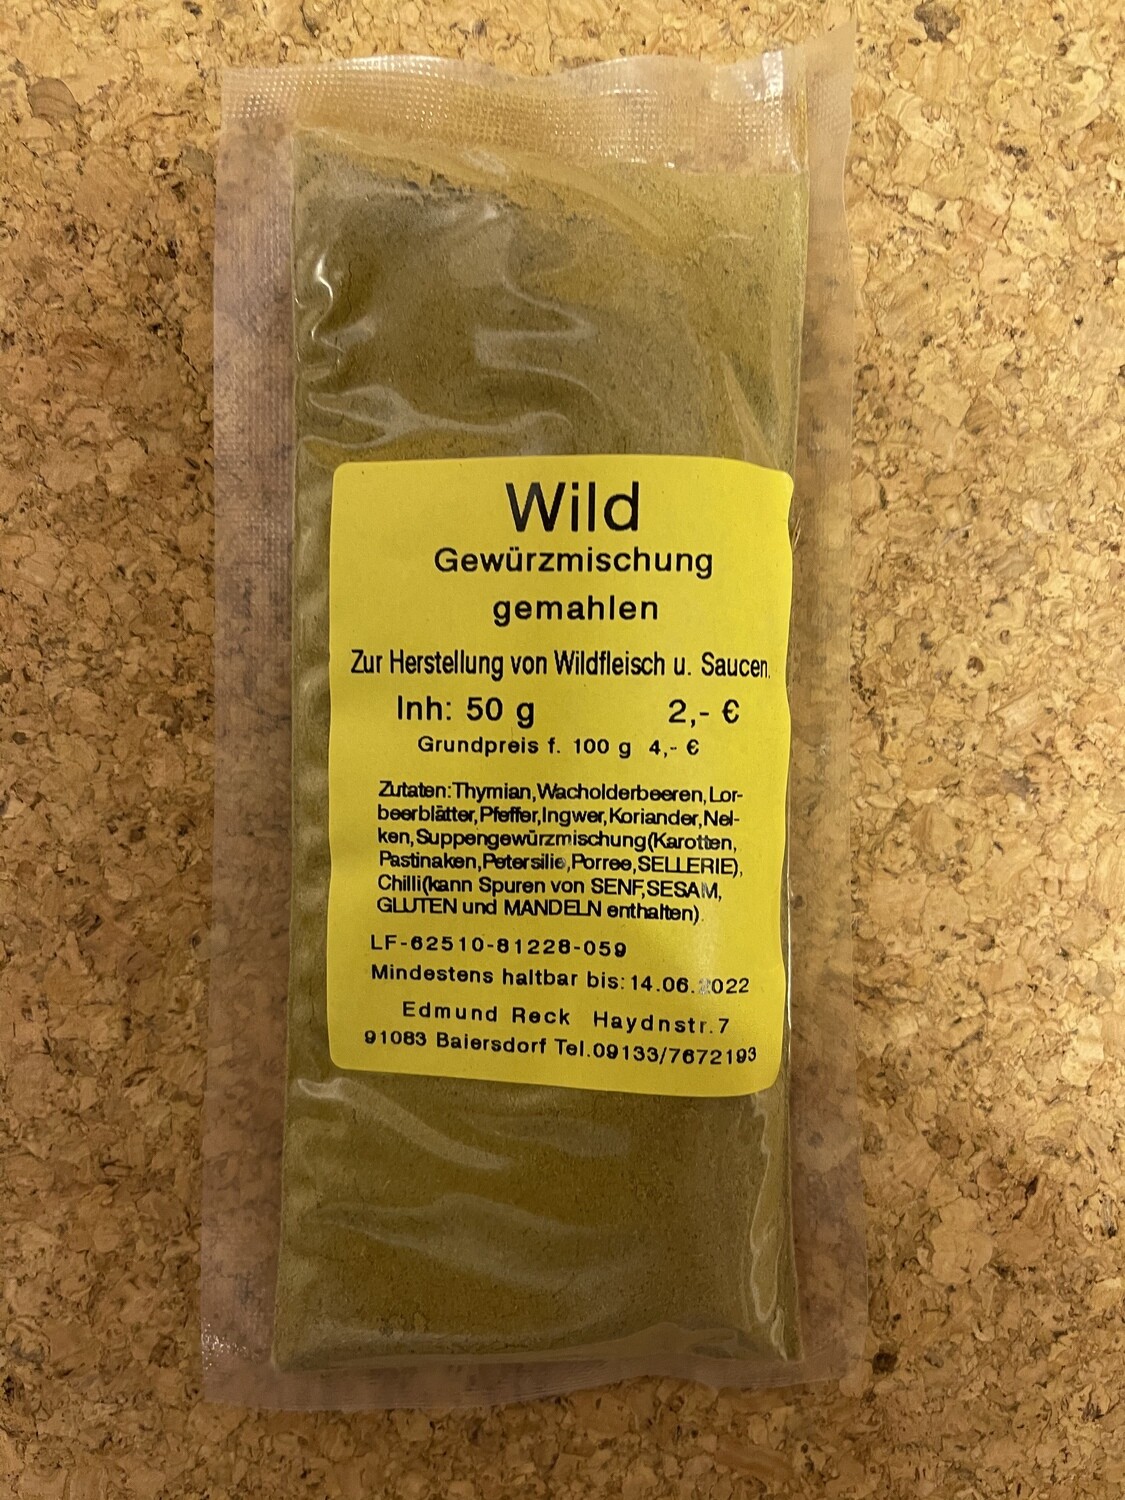 Wild
Gewürzmischung
gemahlen
Zur Herstellung von Wildfleisch u. Saucen.
Inh: 50 g 2,- €
Grundpreis f. 100 g 4,- €
Zutaten:Thymian,Wacholderbeeren,Lor-
beerblätter,Pfeffer,Ingwer,Koriander,Nel-
ken,Suppengewürzmischung(Karotten,
Pastinaken,Petersilie,Porree,SELLERIE),
Chilli(kann Spuren von SENF,SESAM,
GLUTEN und MANDELN enthalten).
LF-62510-81228-059
Mindestens haltbar bis:14.06.2022
Edmund Reck Haydnstr.7
91083 Baiersdorf Tel.09133/7672193